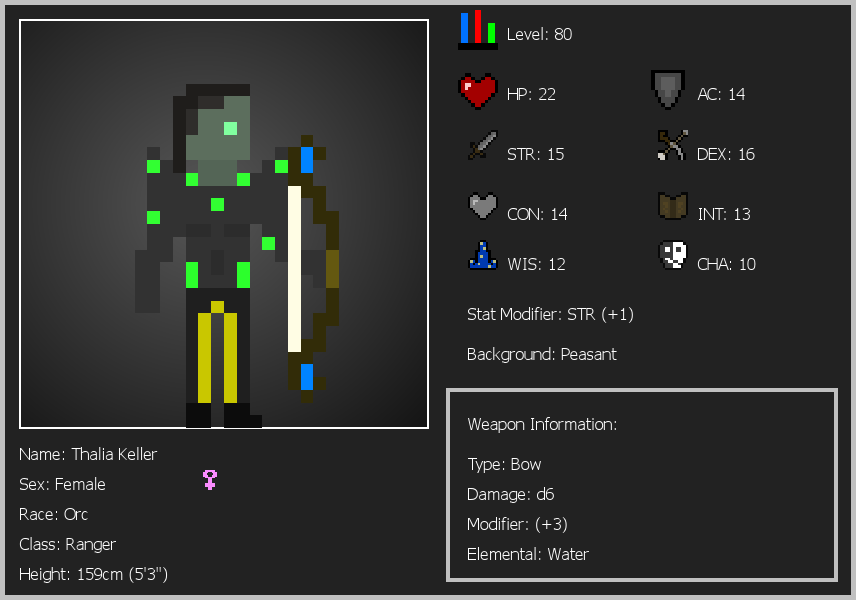 Level: 80
HP: 22
AC: 14
STR: 15
DEX: 16
CON: 14
INT: 13
WIS: 12
CHA: 10
Stat Modifier: STR (+1)
Background: Peasant
Weapon Information:
Type: Bow
Damage: d6
Modifier: (+3)
Elemental: Water
Name: Thalia Keller
Sex: Female
Race: Orc
Class: Ranger
Height: 159cm (5'3")